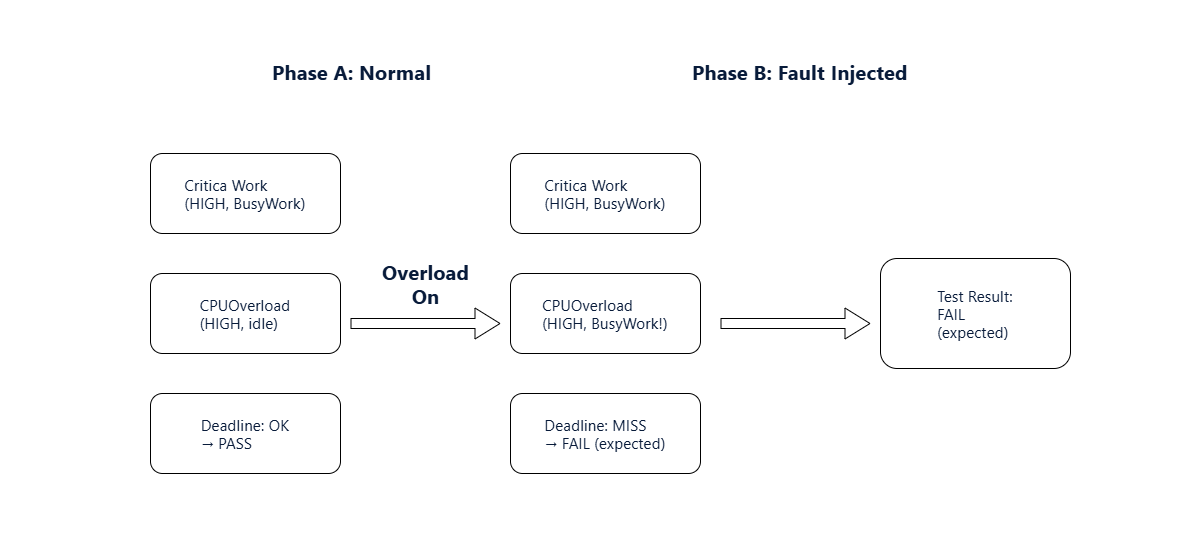 Phase A: Normal
Phase B: Fault Injected
Critica Work
(HIGH, BusyWork)
Critica Work
(HIGH, BusyWork)
CPUOverload
(HIGH, idle)
Overload
On
CPUOverload
(HIGH, BusyWork!)
Test Result:
FAIL
(expected)
Deadline: OK
→ PASS
Deadline: MISS
→ FAIL (expected)